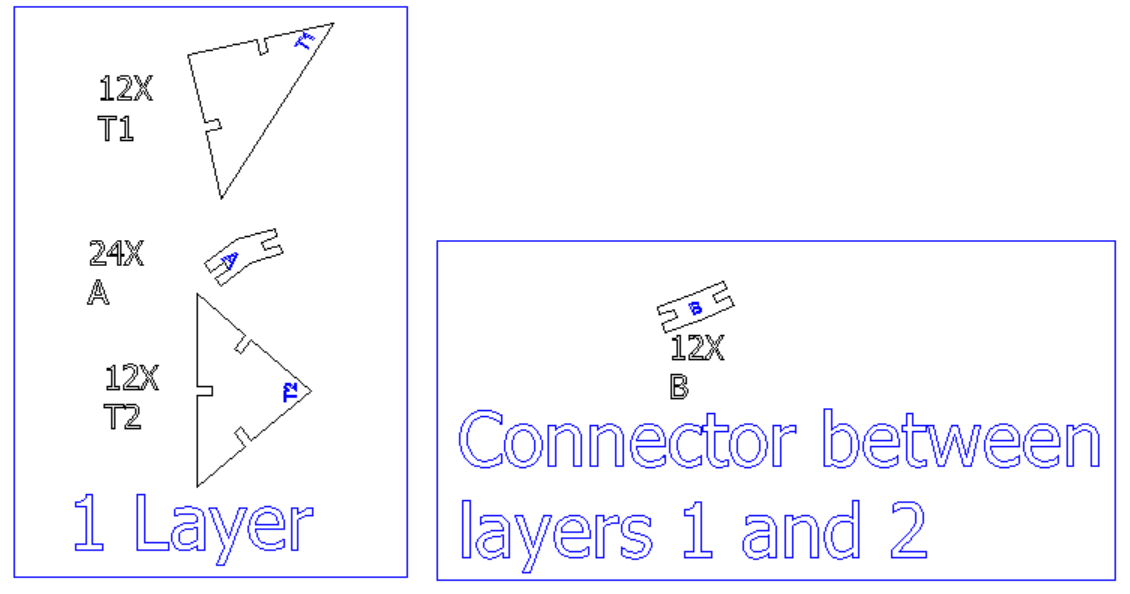 T1
12X
T1
24X
A
A
12X
T2
T2
1 Layer
B
12X
B
Connector between
layers 1 and 2